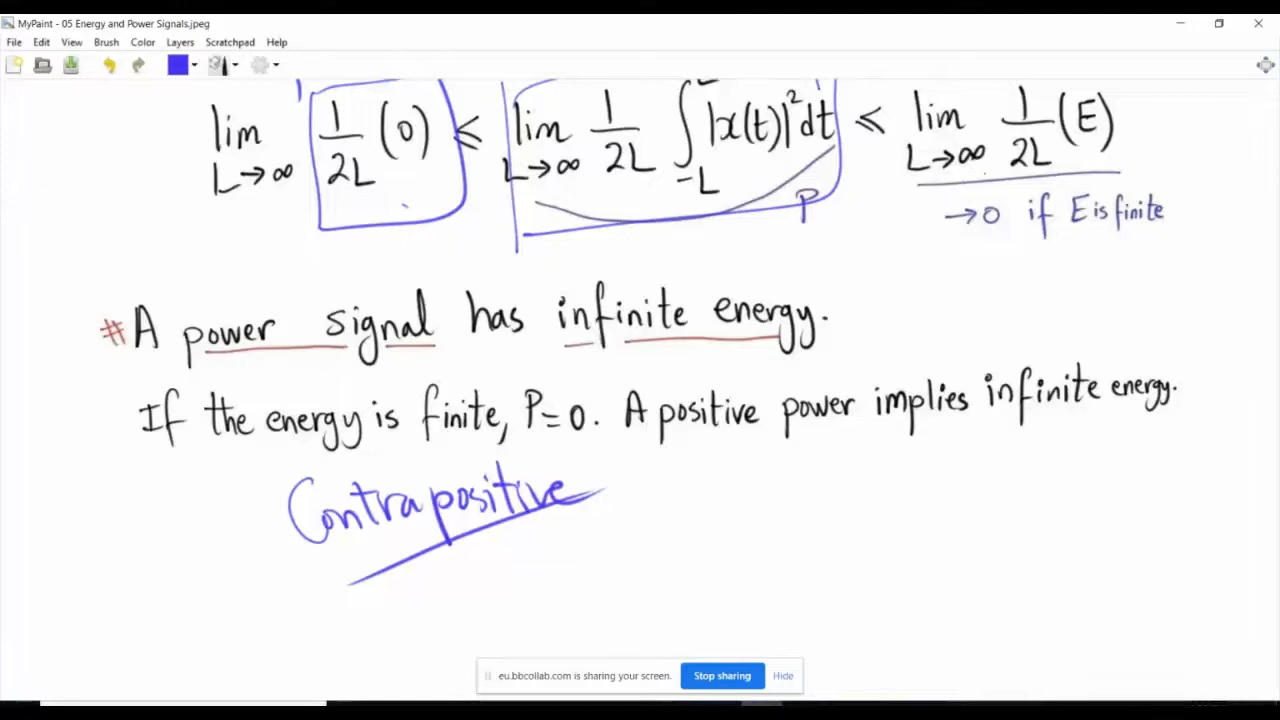 MyPaint - 05 Energy and Power Signals.jpeg
File Edit View Brush Color Layers Scratchpad Help
lim L→∞ 1/2L (0) ≤ lim L→∞ 1/2L ∫_{-L}^{L} |x(t)|² dt ≤ lim L→∞ 1/2L (E)
P
→0 if E is finite
# A power signal has infinite energy.
If the energy is finite, P=0. A positive power implies infinite energy.
Contrapositive
eu.bbcollab.com is sharing your screen. Stop sharing Hide